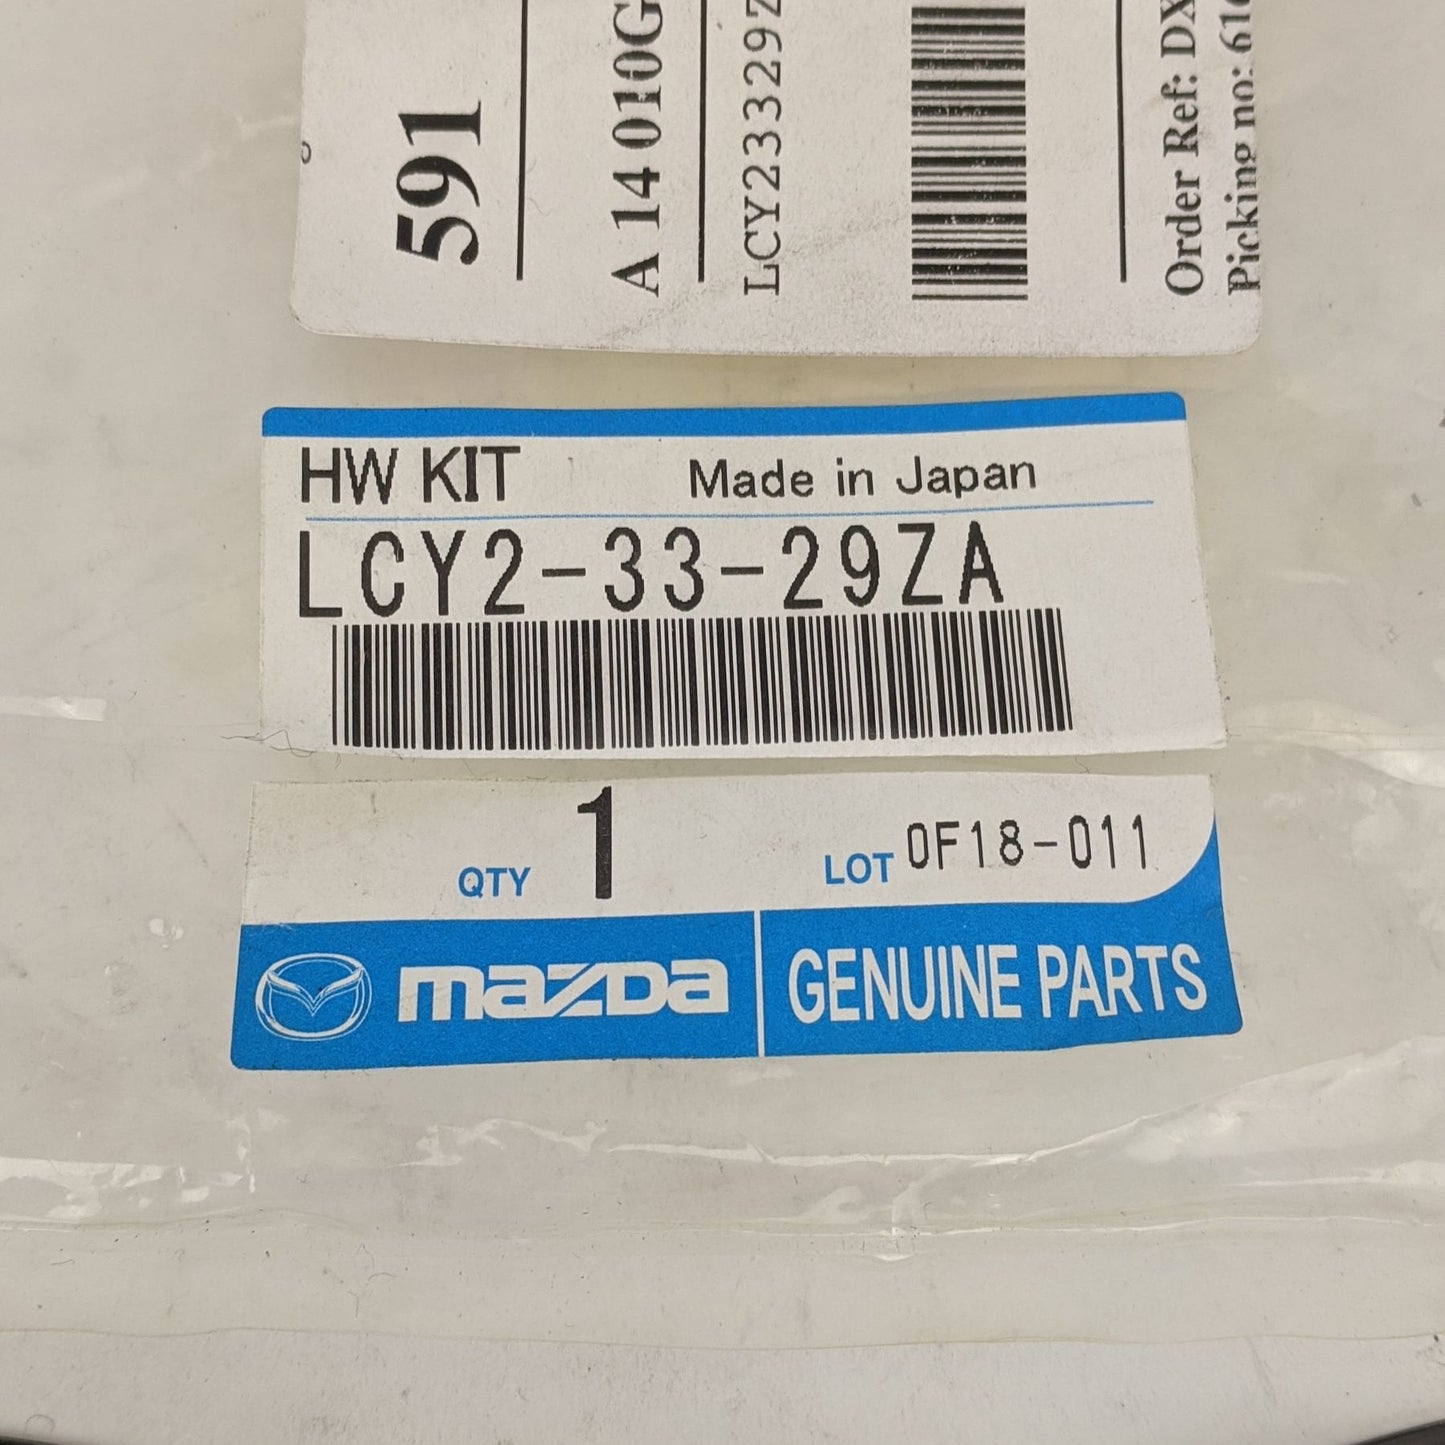 591
A 14 010G
LCY23329Z
Order Ref: DX
Picking no: 616
HW KIT Made in Japan
LCY2-33-29ZA
QTY 1 LOT 0F18-011
mazda GENUINE PARTS